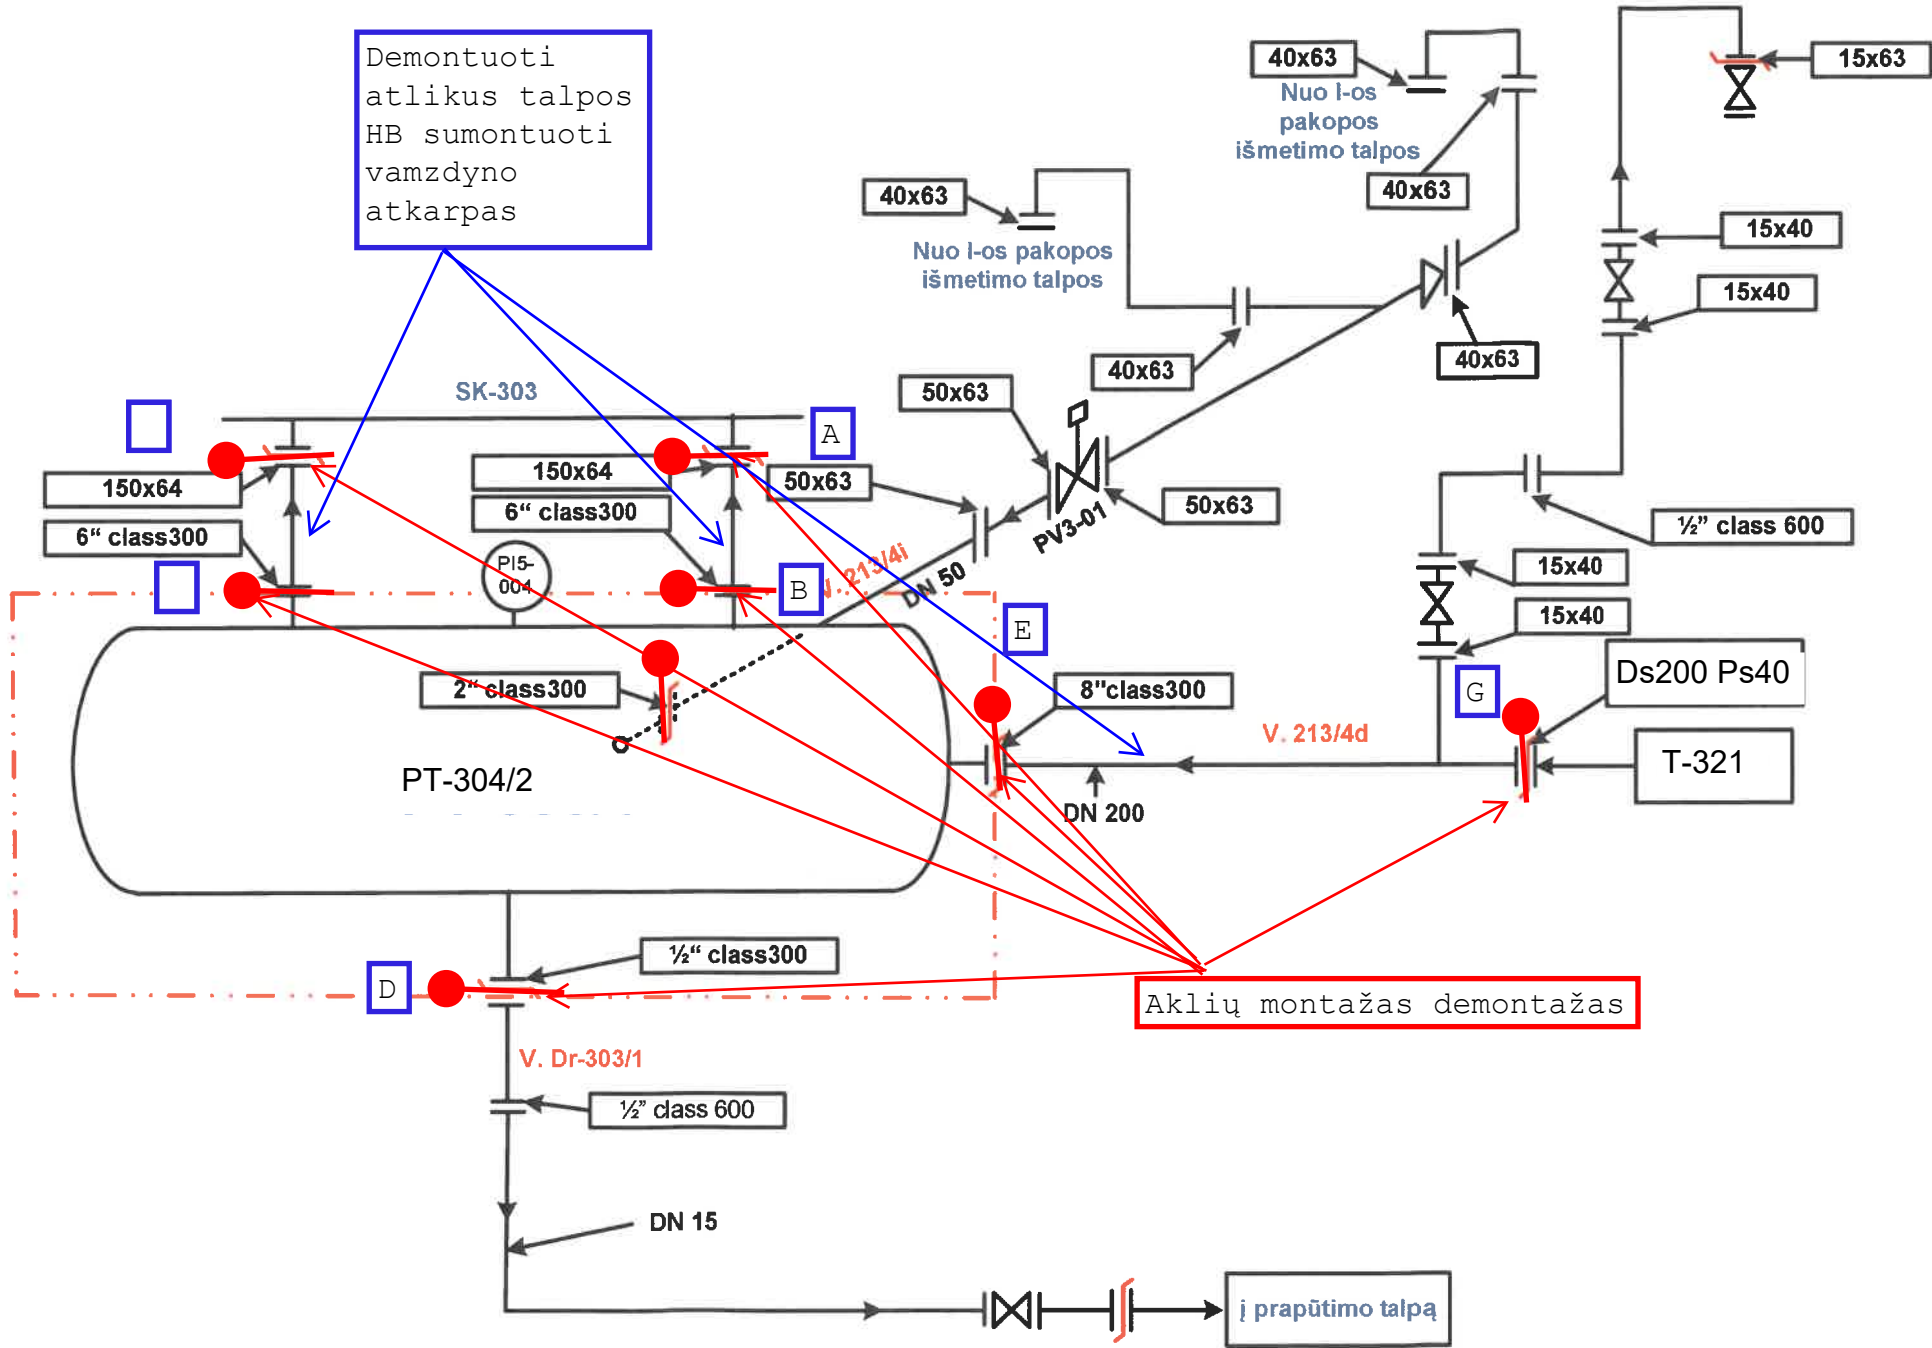 Demontuoti
atlikus talpos
HB sumontuoti
vamzdyno
atkarpas
40x63
Nuo I-os
pakopos
išmetimo talpos
40x63
15x63
40x63
Nuo I-os pakopos
išmetimo talpos
15x40
15x40
40x63
40x63
50x63
SK-303
A
150x64
150x64
50x63
50x63
PV3-01
6“ class300
6“ class300
½” class 600
PI5-
004
V. 213/4i
DN 50
15x40
15x40
B
E
2“ class300
8"class300
G
Ds200 Ps40
V. 213/4d
T-321
PT-304/2
DN 200
½“ class300
D
Aklių montažas demontažas
V. Dr-303/1
½” class 600
DN 15
į prapūtimo talpą